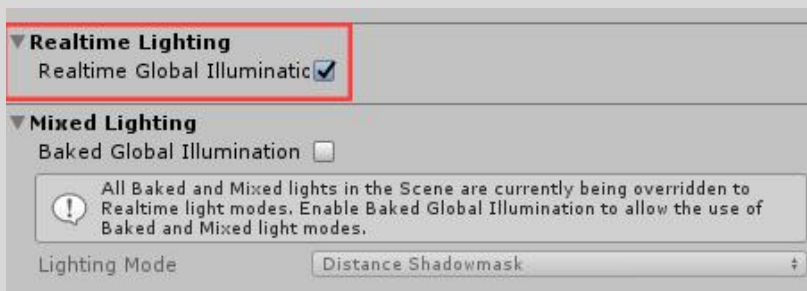 Realtime Lighting
Realtime Global Illuminatic
Mixed Lighting
Baked Global Illumination
All Baked and Mixed lights in the Scene are currently being overridden to
Realtime light modes. Enable Baked Global Illumination to allow the use of
Baked and Mixed light modes.
Lighting Mode Distance Shadowmask